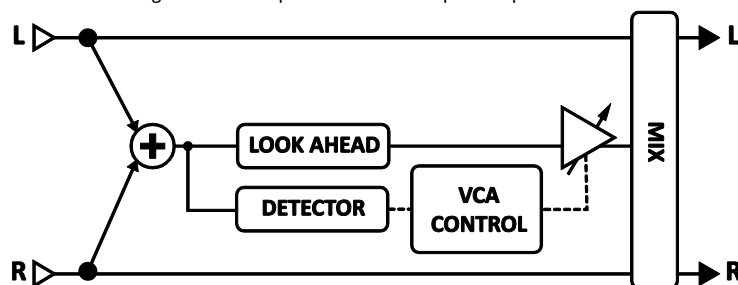 L
L
LOOK AHEAD
MIX
DETECTOR
VCA
CONTROL
R
R